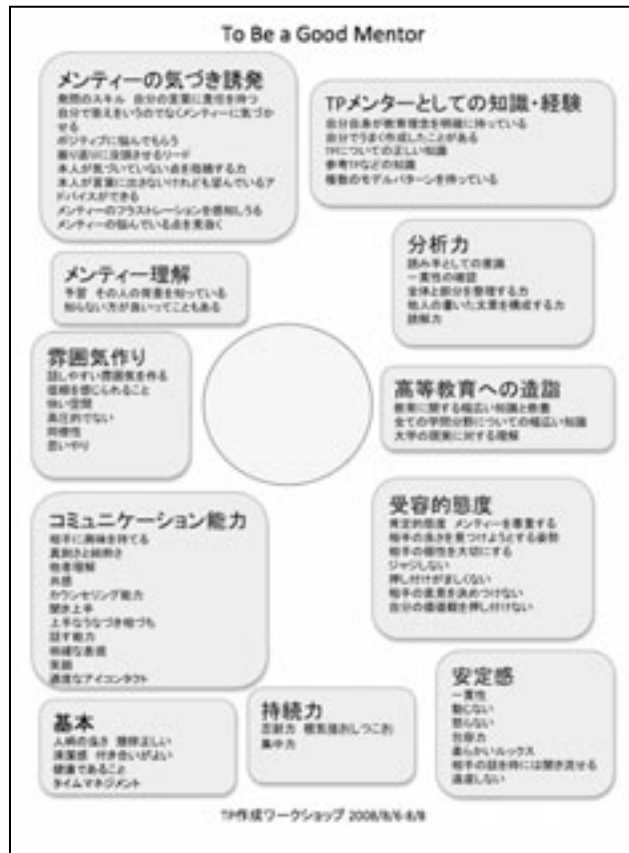 To Be a Good Mentor
メンティーの気づき誘発
発問のスキル 自分の言葉に責任を持つ
自分で答えをいうのでなくメンティーに気づか
せる
ポジティブに悩んでもらう
振り返りに没頭させるリード
本人が気づいていない点を指摘する力
本人が言葉に出さないけれども望んでいるア
ドバイスができる
メンティーのフラストレーションを感知しうる
メンティーの悩んでいる点を見抜く
TPメンターとしての知識・経験
自分自身が教育理念を明確に持っている
自分でうまく作成したことがある
TPについての正しい知識
参考TPなどの知識
複数のモデルパターンを持っている
分析力
読み手としての意識
一貫性の確認
全体と部分を整理する力
他人の書いた文章を構成する力
読解力
メンティー理解
予習 その人の背景を知っている
知らない方が良いってこともある
雰囲気作り
話しやすい雰囲気を作る
信頼を感じられること
狭い空間
高圧的でない
同僚性
思いやり
高等教育への造詣
教育に関する幅広い知識と教養
全ての学問分野についての幅広い知識
大学の現実に対する理解
受容的態度
肯定的態度 メンティーを尊重する
相手の良さを見つけようとする姿勢
相手の個性を大切にする
ジャッジしない
押し付けがましくない
相手の意見を決めつけない
自分の価値観を押し付けない
コミュニケーション能力
相手に興味を持てる
真剣さと純粋さ
他者理解
共感
カウンセリング能力
聞き上手
上手なうなづき相づち
話す能力
明確な表現
笑顔
適度なアイコンタクト
安定感
一貫性
動じない
怒らない
包容力
柔らかいルックス
相手の話を時には聞き流せる
退屈しない
持続力
忍耐力 根気強さ(しつこさ)
集中力
基本
人柄の良さ 礼儀正しい
清潔感 付き合いがよい
健康であること
タイムマネジメント
TP作成ワークショップ 2008/8/6-8/8